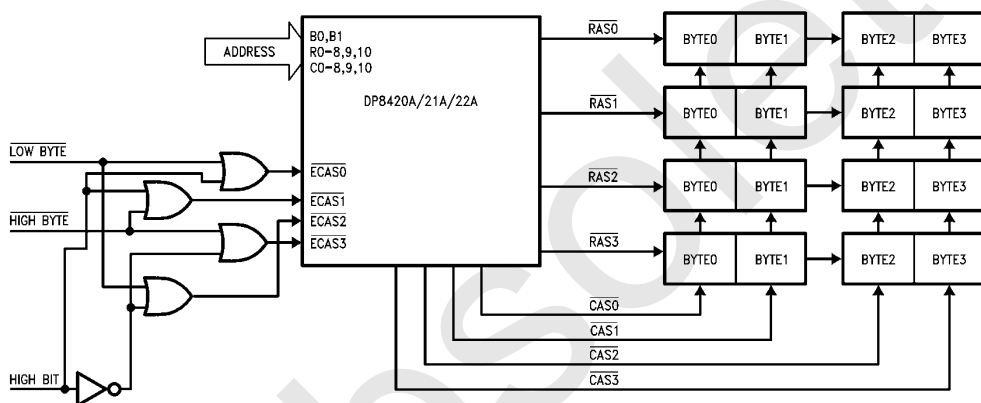 ADDRESS
B0,B1
R0-8,9,10
C0-8,9,10
DP8420A/21A/22A
LOW BYTE
HIGH BYTE
HIGH BIT
ECAS0
ECAS1
ECAS2
ECAS3
RAS0
BYTE0 BYTE1 BYTE2 BYTE3
RAS1
BYTE0 BYTE1 BYTE2 BYTE3
RAS2
BYTE0 BYTE1 BYTE2 BYTE3
RAS3
BYTE0 BYTE1 BYTE2 BYTE3
CAS0
CAS1
CAS2
CAS3